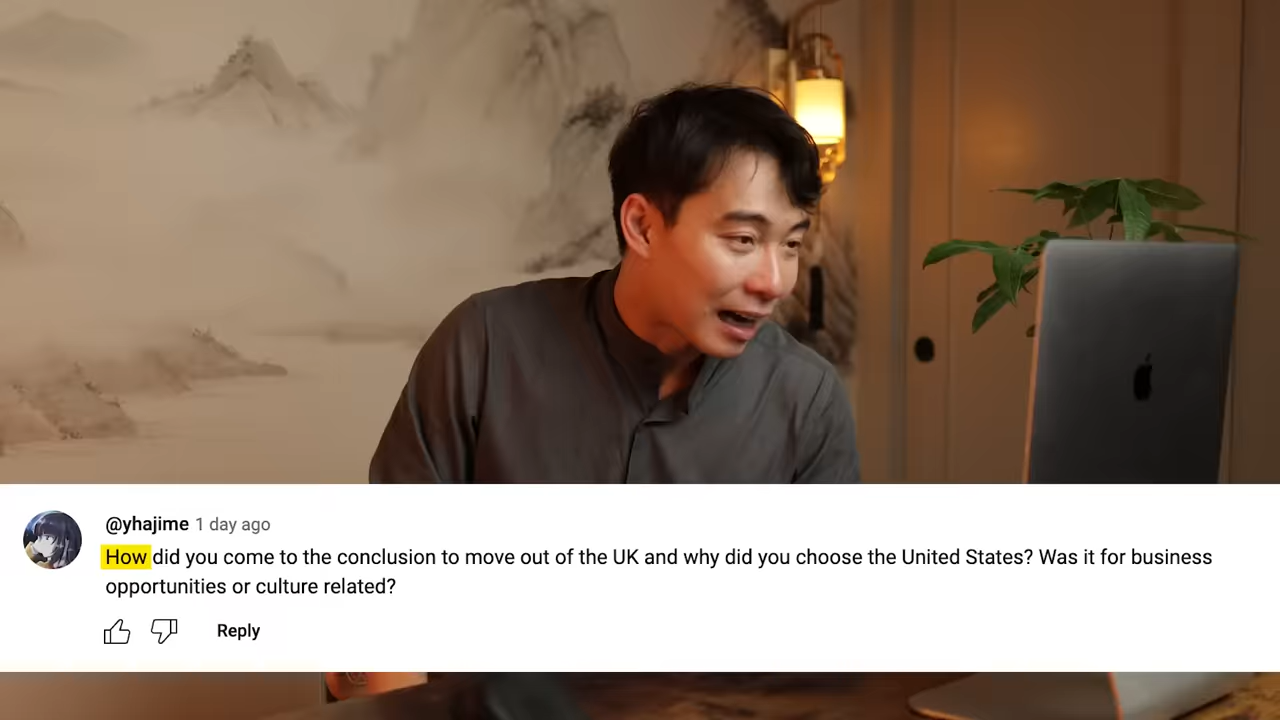 @yhajime 1 day ago
How did you come to the conclusion to move out of the UK and why did you choose the United States? Was it for business
opportunities or culture related?
Reply